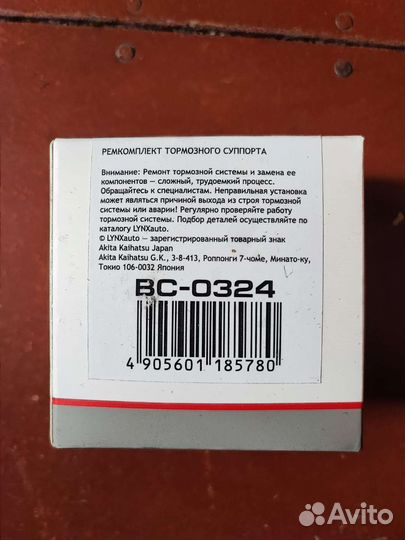 РЕМКОМПЛЕКТ ТОРМОЗНОГО СУППОРТА
Внимание: Ремонт тормозной системы и замена ее
компонентов – сложный, трудоемкий процесс.
Обращайтесь к специалистам. Неправильная установка
может являться причиной выхода из строя тормозной
системы или аварии! Регулярно проверяйте работу
тормозной системы. Подбор деталей осуществляйте по
каталогу LYNXauto.
© LYNXauto – зарегистрированный товарный знак
Akita Kaihatsu Japan
Akita Kaihatsu G.K., 3-8-413, Роппонги 7-чоме, Минато-ку,
Токио 106-0032 Япония
BC-0324
4 905601 185780
Avito